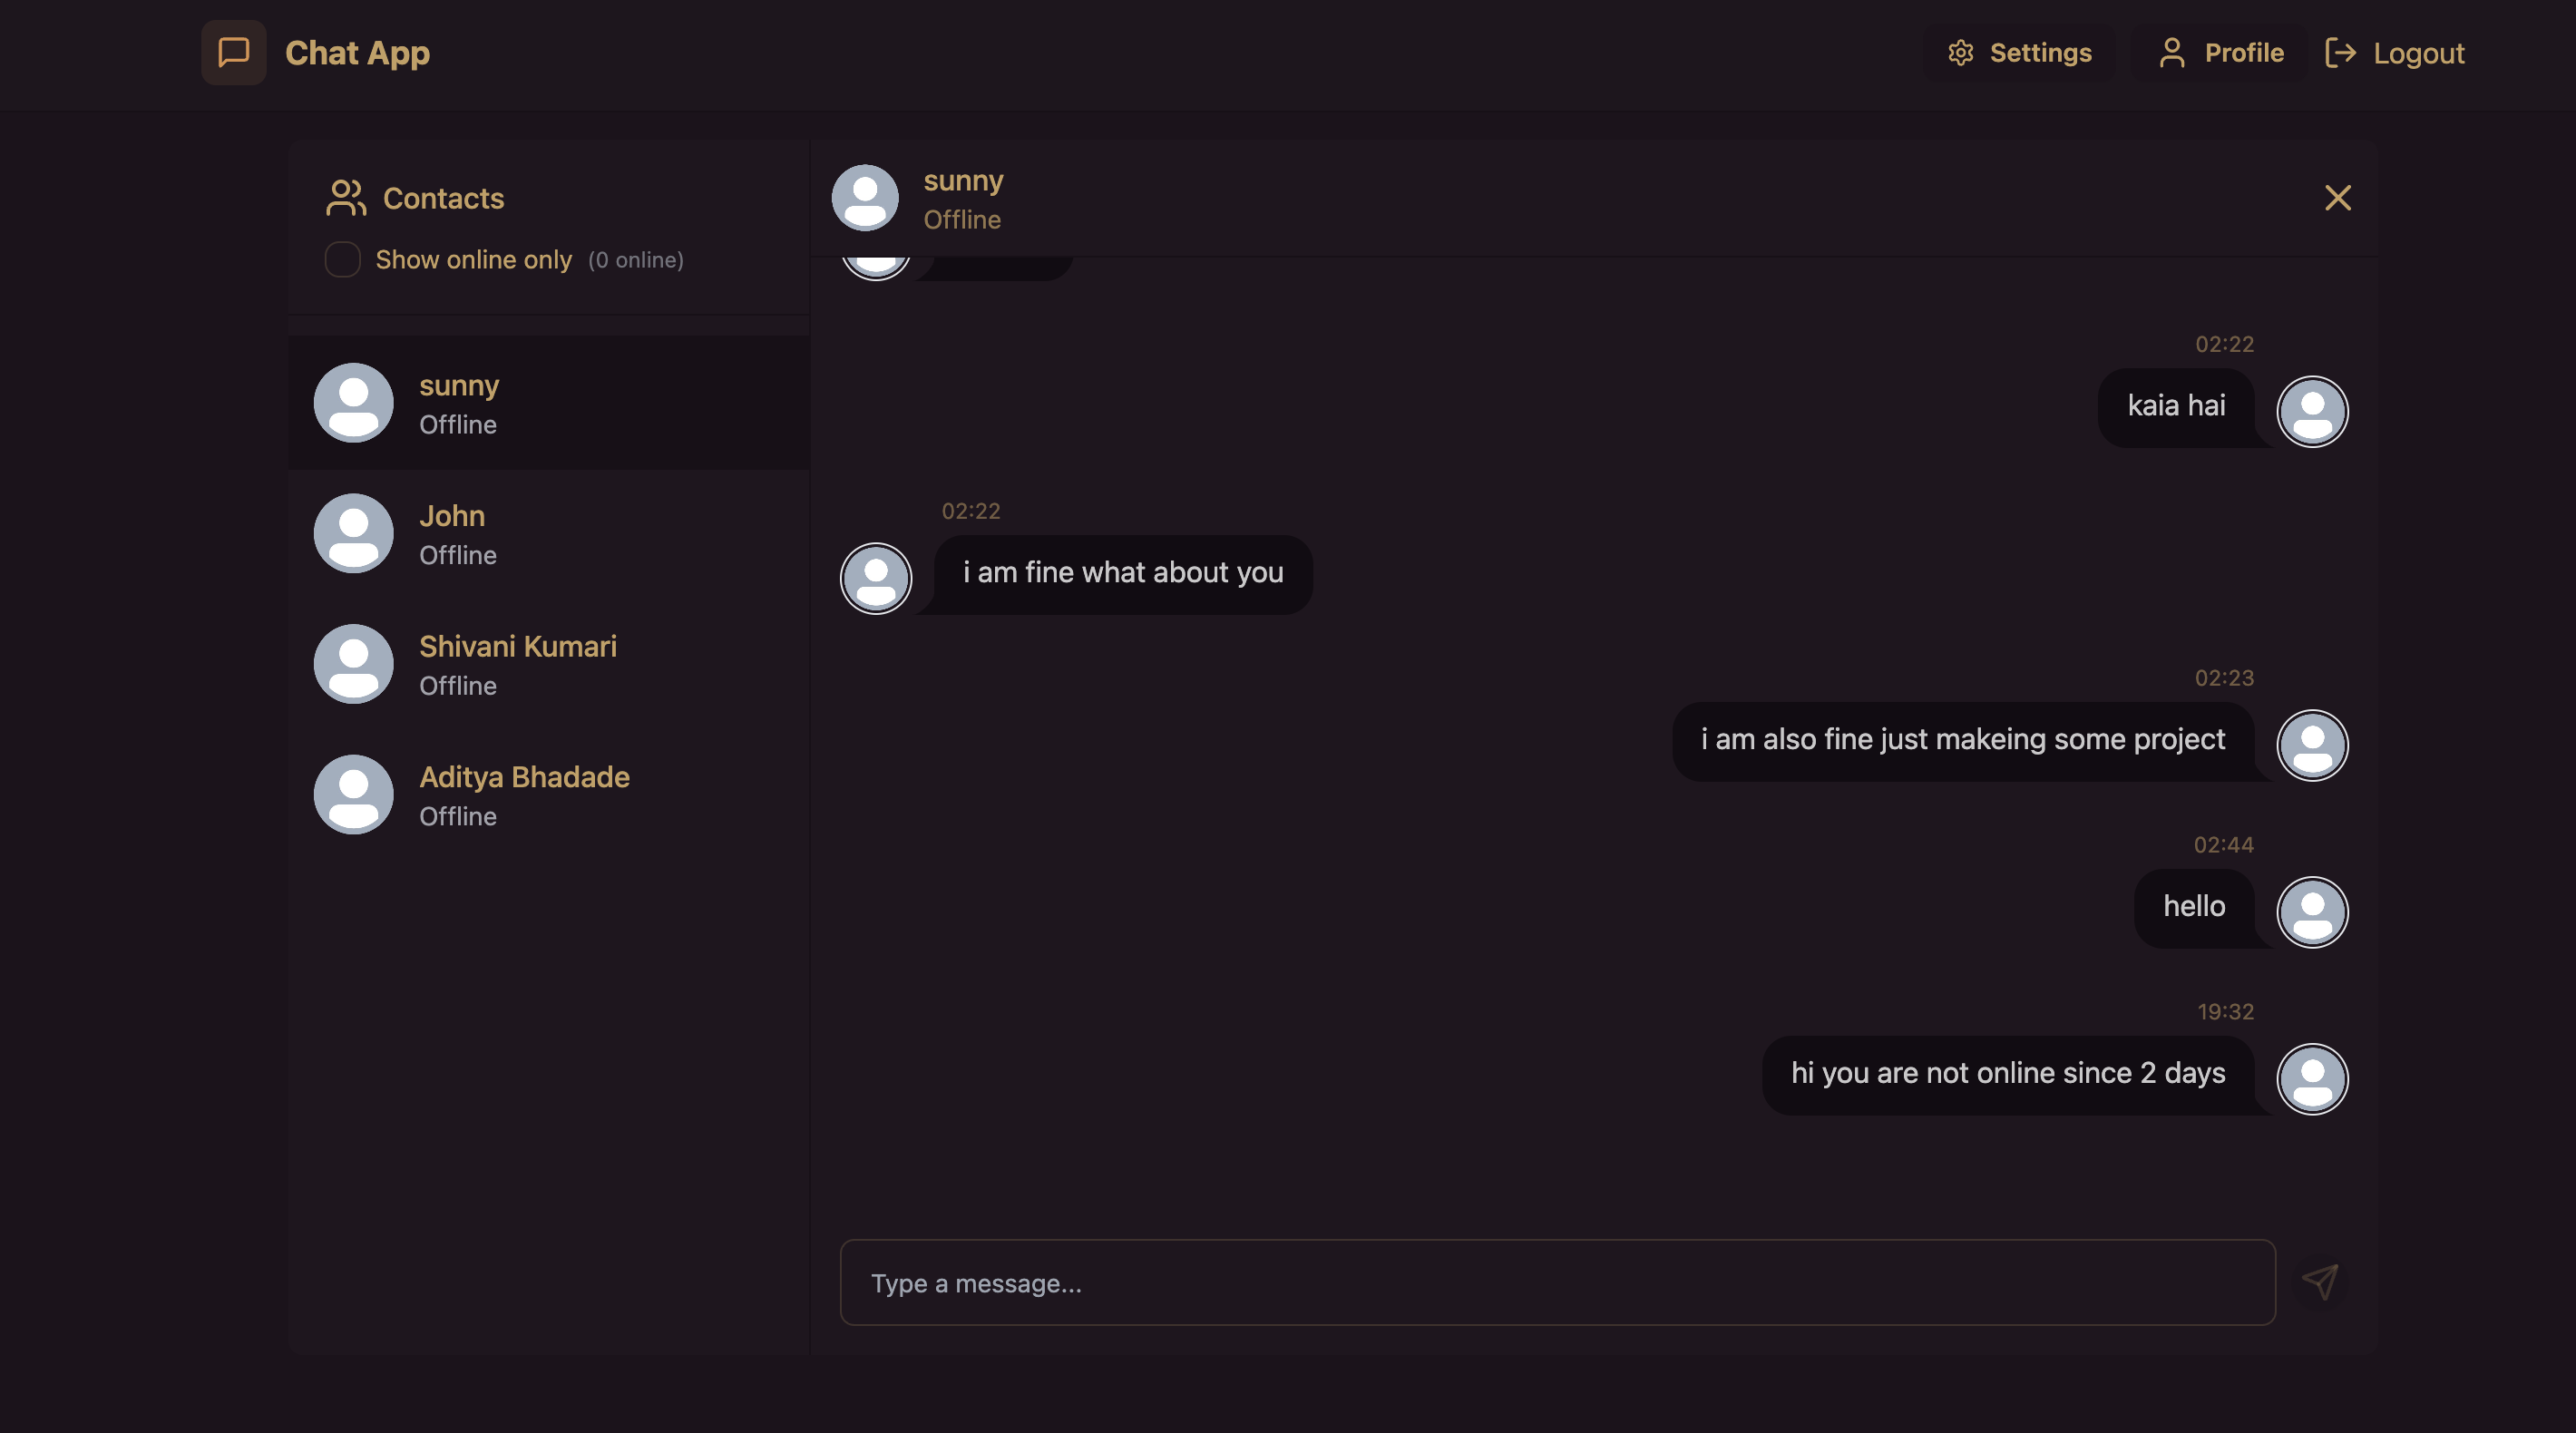 Chat App
Settings
Profile
Logout
Contacts
Show online only (0 online)
sunny
Offline
John
Offline
Shivani Kumari
Offline
Aditya Bhadade
Offline
sunny
Offline
02:22
kaia hai
02:22
i am fine what about you
02:23
i am also fine just makeing some project
02:44
hello
19:32
hi you are not online since 2 days
Type a message...